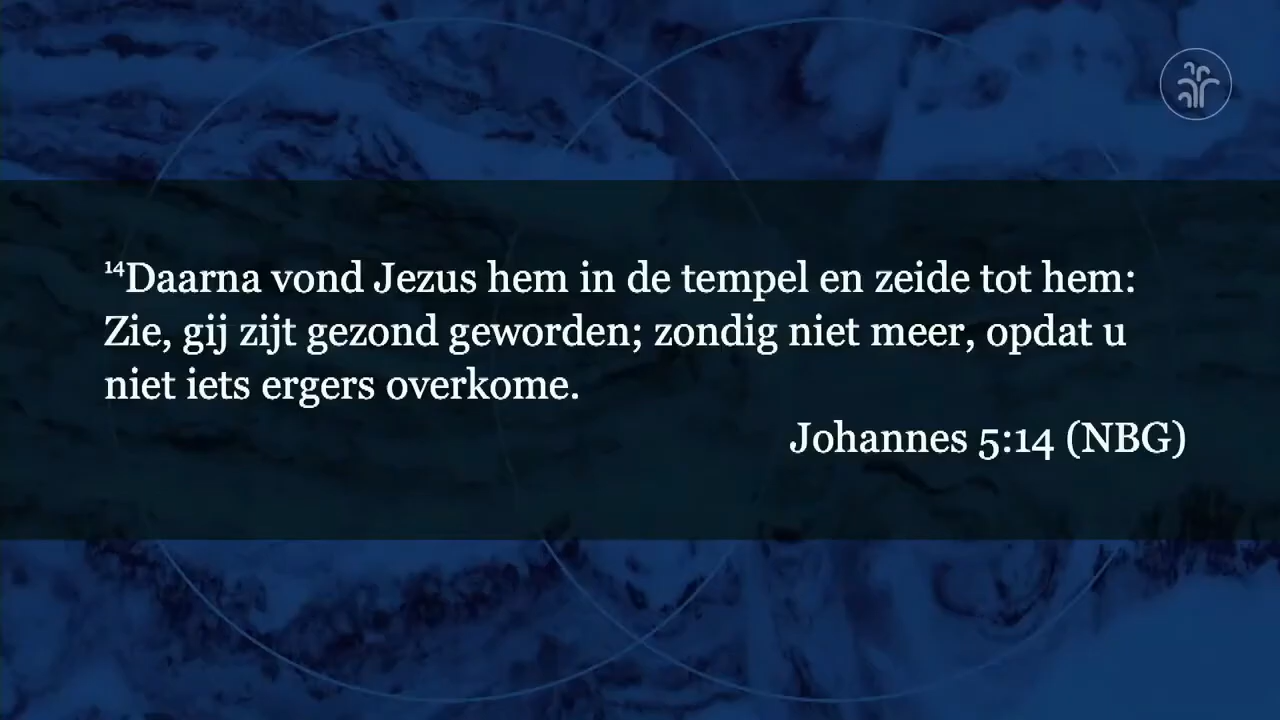 ¹⁴Daarna vond Jezus hem in de tempel en zeide tot hem:
Zie, gij zijt gezond geworden; zondig niet meer, opdat u
niet iets ergers overkome.
Johannes 5:14 (NBG)